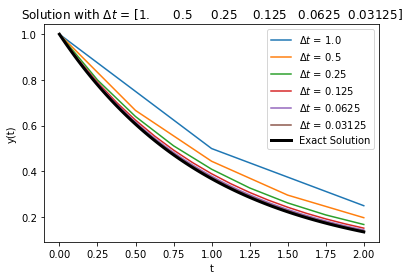 Solution with Δt = [1. 0.5 0.25 0.125 0.0625 0.03125]
Δt = 1.0
Δt = 0.5
Δt = 0.25
Δt = 0.125
Δt = 0.0625
Δt = 0.03125
Exact Solution
y(t)
1.0
0.8
0.6
0.4
0.2
0.00 0.25 0.50 0.75 1.00 1.25 1.50 1.75 2.00
t